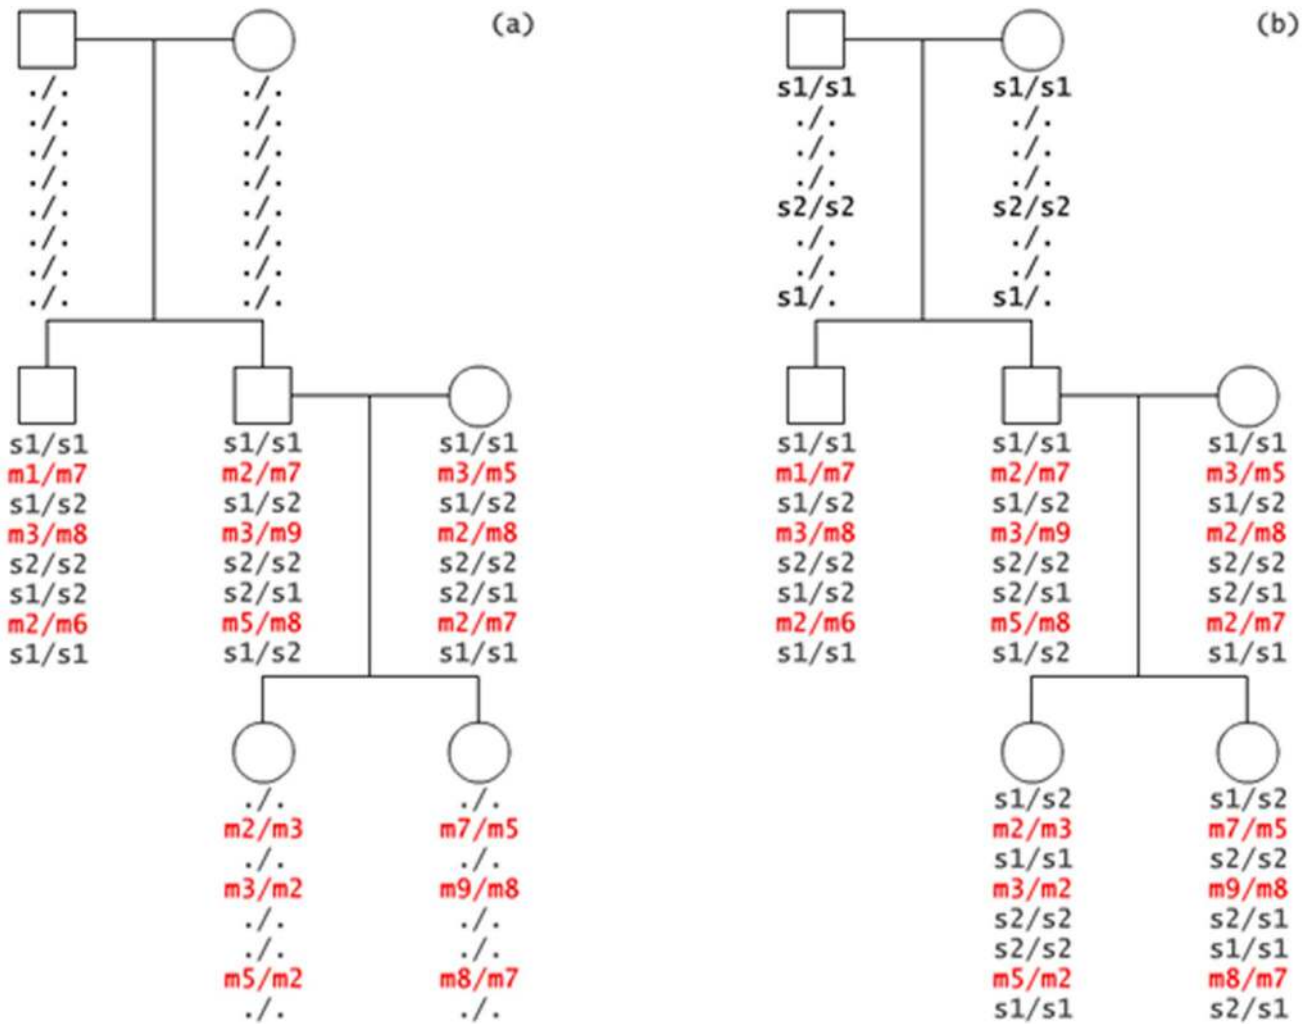 (a)
./. ./.
./. ./.
./. ./.
./. ./.
./. ./.
./. ./.
./. ./.
./. ./.
s1/s1 s1/s1 s1/s1
m1/m7 m2/m7 m3/m5
s1/s2 s1/s2 s1/s2
m3/m8 m3/m9 m2/m8
s2/s2 s2/s2 s2/s2
s1/s2 s2/s1 s2/s1
m2/m6 m5/m8 m2/m7
s1/s1 s1/s2 s1/s1
./. ./.
m2/m3 m7/m5
./. ./.
m3/m2 m9/m8
./. ./.
./. ./.
m5/m2 m8/m7
./. ./.
(b)
s1/s1 s1/s1
./. ./.
./. ./.
./. ./.
s2/s2 s2/s2
./. ./.
./. ./.
s1/. s1/.
s1/s1 s1/s1 s1/s1
m1/m7 m2/m7 m3/m5
s1/s2 s1/s2 s1/s2
m3/m8 m3/m9 m2/m8
s2/s2 s2/s2 s2/s2
s1/s2 s2/s1 s2/s1
m2/m6 m5/m8 m2/m7
s1/s1 s1/s2 s1/s1
s1/s2 s1/s2
m2/m3 m7/m5
s1/s1 s2/s2
m3/m2 m9/m8
s2/s2 s2/s1
s2/s2 s1/s1
m5/m2 m8/m7
s1/s1 s2/s1